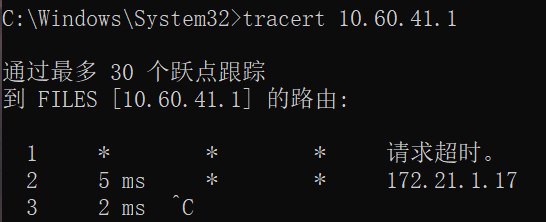 C:\Windows\System32>tracert 10.60.41.1
通过最多 30 个跃点跟踪
到 FILES [10.60.41.1] 的路由:
1 * * * 请求超时。
2 5 ms * * 172.21.1.17
3 2 ms ^C